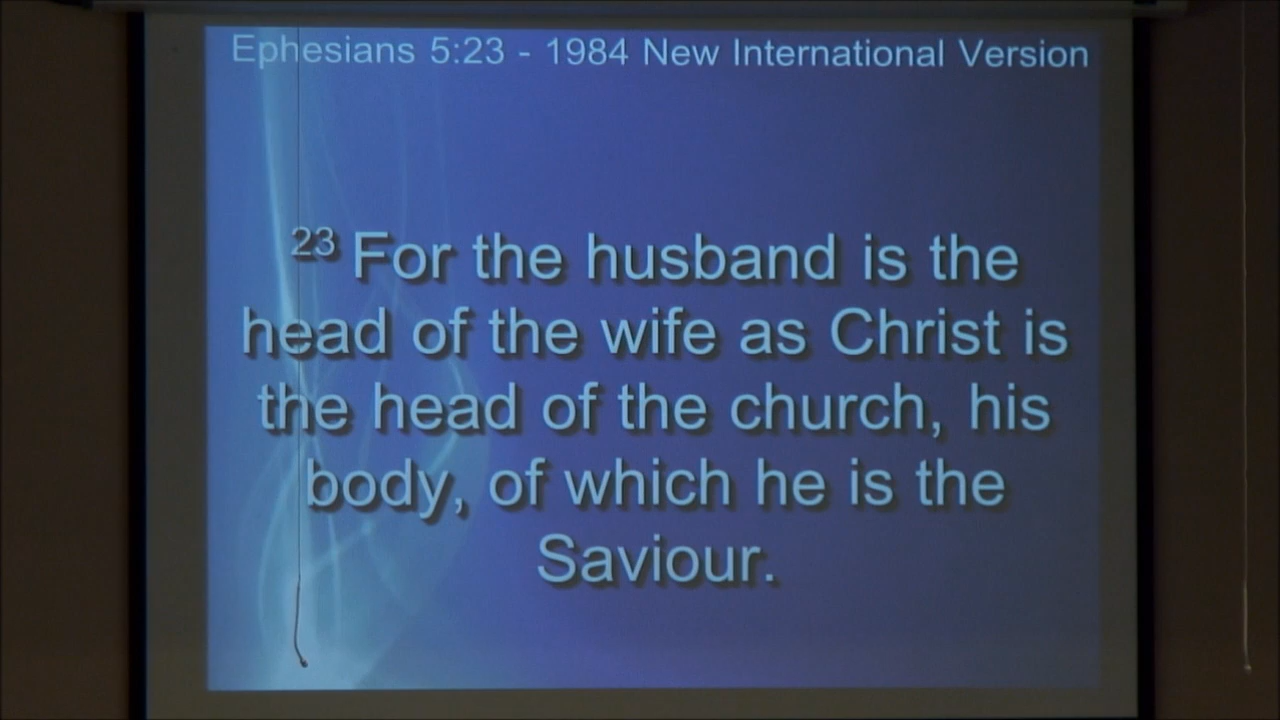 Ephesians 5:23 - 1984 New International Version
23 For the husband is the
head of the wife as Christ is
the head of the church, his
body, of which he is the
Saviour.